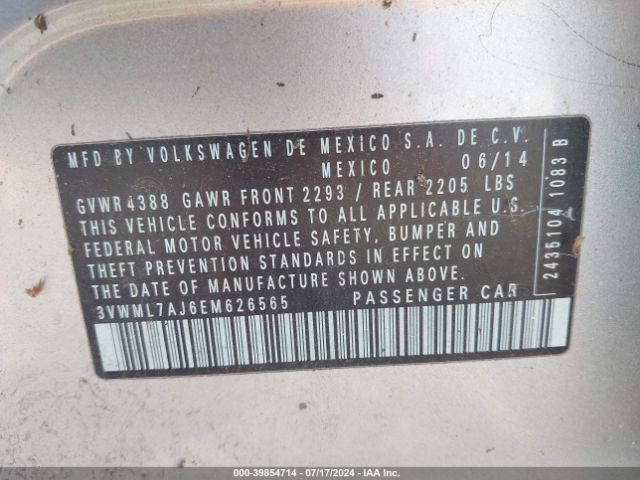 MFD BY VOLKSWAGEN DE MEXICO S.A. DE C.V.
MEXICO 06/14
GVWR 4388 GAWR FRONT 2293 / REAR 2205 LBS
THIS VEHICLE CONFORMS TO ALL APPLICABLE U.S.
FEDERAL MOTOR VEHICLE SAFETY, BUMPER AND
THEFT PREVENTION STANDARDS IN EFFECT ON
THE DATE OF MANUFACTURE SHOWN ABOVE.
3VWML7AJ6EM626565 PASSENGER CAR
2436104 1083 B
000-39854714 - 07/17/2024 - IAA Inc.